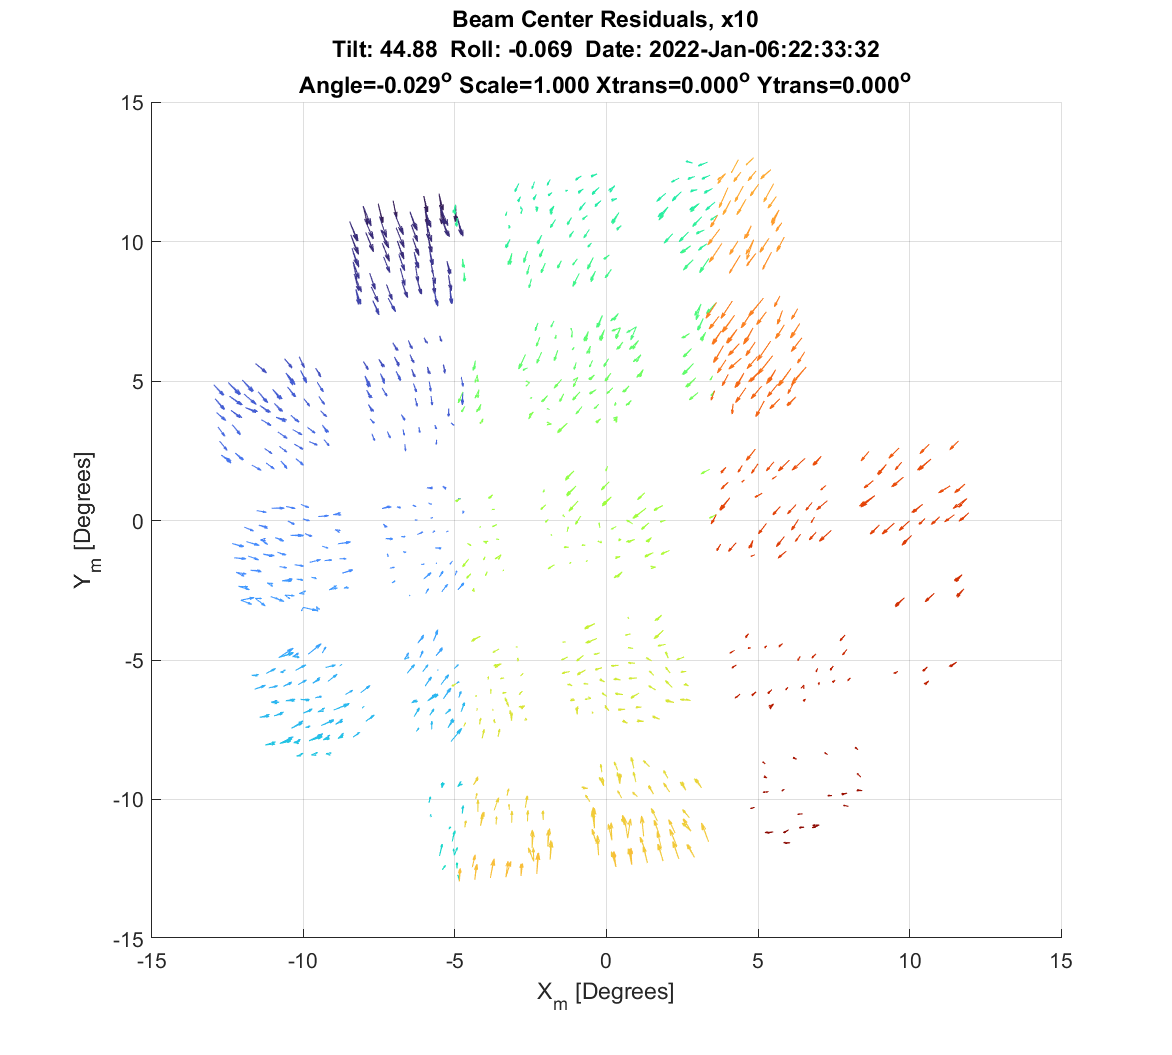 Beam Center Residuals, x10
Tilt: 44.88 Roll: -0.069 Date: 2022-Jan-06:22:33:32
Angle=-0.029° Scale=1.000 Xtrans=0.000° Ytrans=0.000°
15
10
5
0
-5
-10
-15
Y_m [Degrees]
-15 -10 -5 0 5 10 15
X_m [Degrees]